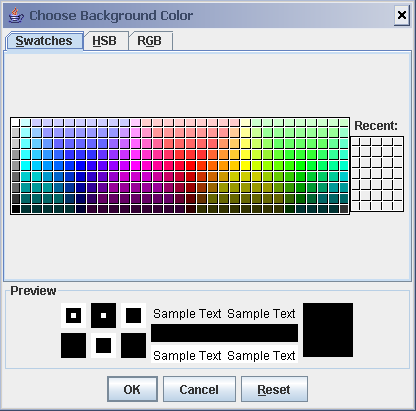 Choose Background Color
Swatches HSB RGB
Recent:
Preview
Sample Text Sample Text
Sample Text Sample Text
OK Cancel Reset